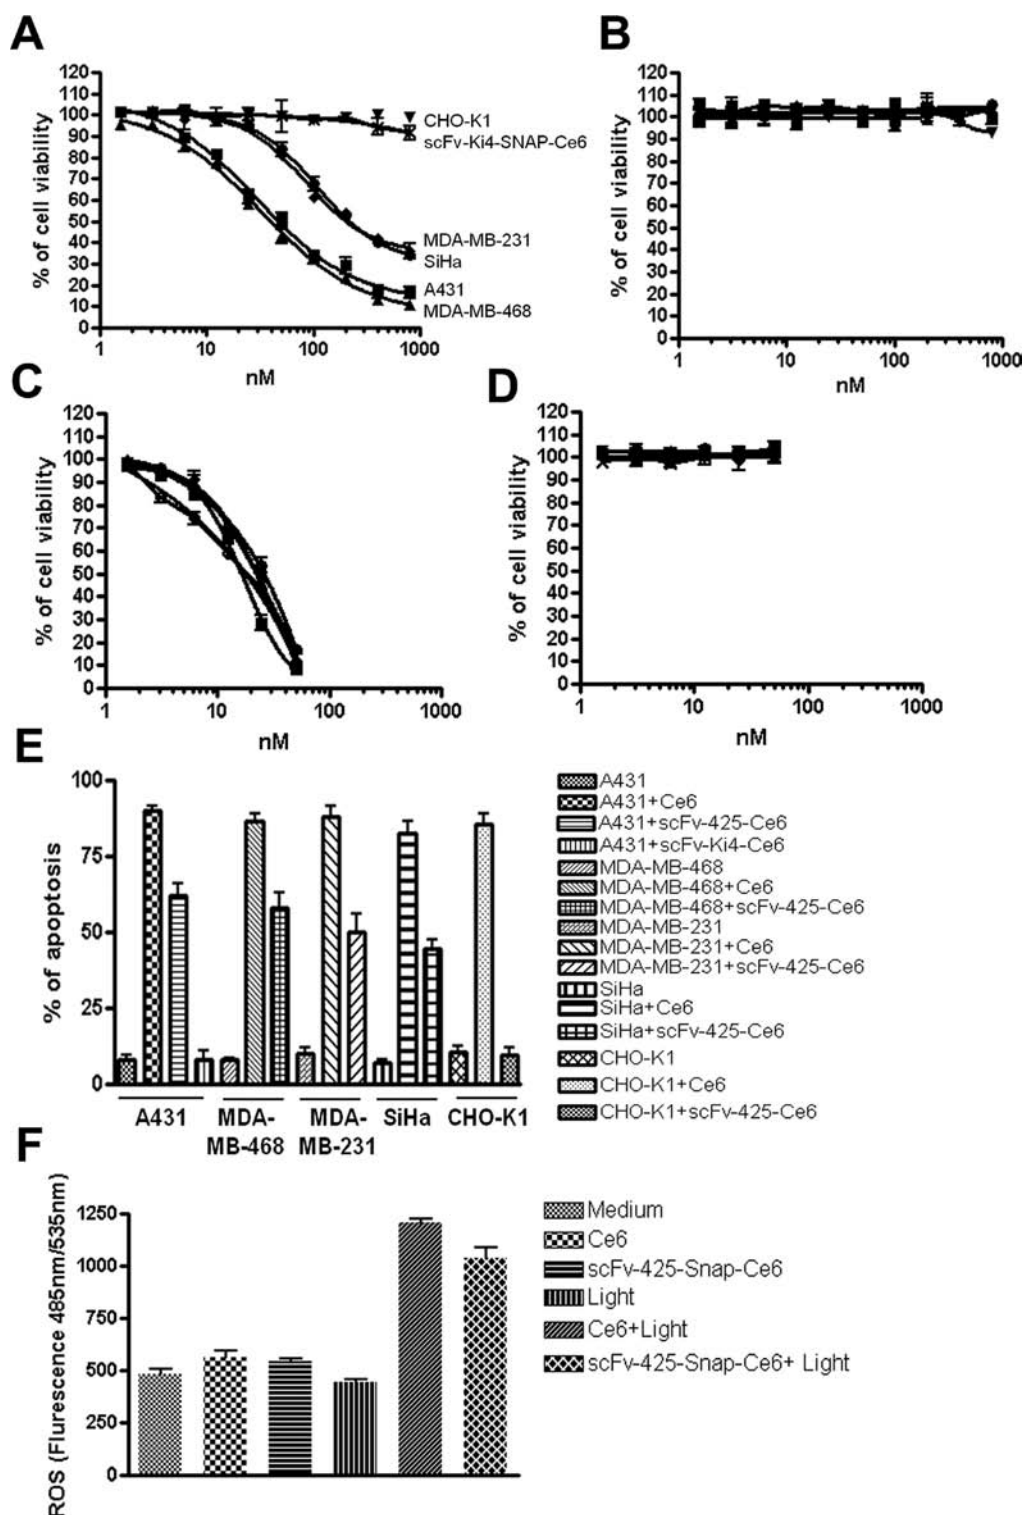 A
B
120
110
100
90
80
70
60
50
40
30
20
10
0
% of cell viability
CHO-K1
scFv-Ki4-SNAP-Ce6
MDA-MB-231
SiHa
A431
MDA-MB-468
1 10 100 1000
nM
120
110
100
90
80
70
60
50
40
30
20
10
0
% of cell viability
1 10 100 1000
nM
C
D
120
110
100
90
80
70
60
50
40
30
20
10
0
% of cell viability
1 10 100 1000
nM
120
110
100
90
80
70
60
50
40
30
20
10
0
% of cell viability
1 10 100 1000
nM
E
100
75
50
25
0
% of apoptosis
A431
MDA-
MB-468
MDA-
MB-231
SiHa
CHO-K1
A431
A431+Ce6
A431+scFv-425-Ce6
A431+scFv-Ki4-Ce6
MDA-MB-468
MDA-MB-468+Ce6
MDA-MB-468+scFv-425-Ce6
MDA-MB-231
MDA-MB-231+Ce6
MDA-MB-231+scFv-425-Ce6
SiHa
SiHa+Ce6
SiHa+scFv-425-Ce6
CHO-K1
CHO-K1+Ce6
CHO-K1+scFv-425-Ce6
F
1250
1000
750
500
250
0
ROS (Flurescence 485nm/535nm)
Medium
Ce6
scFv-425-Snap-Ce6
Light
Ce6+Light
scFv-425-Snap-Ce6+ Light